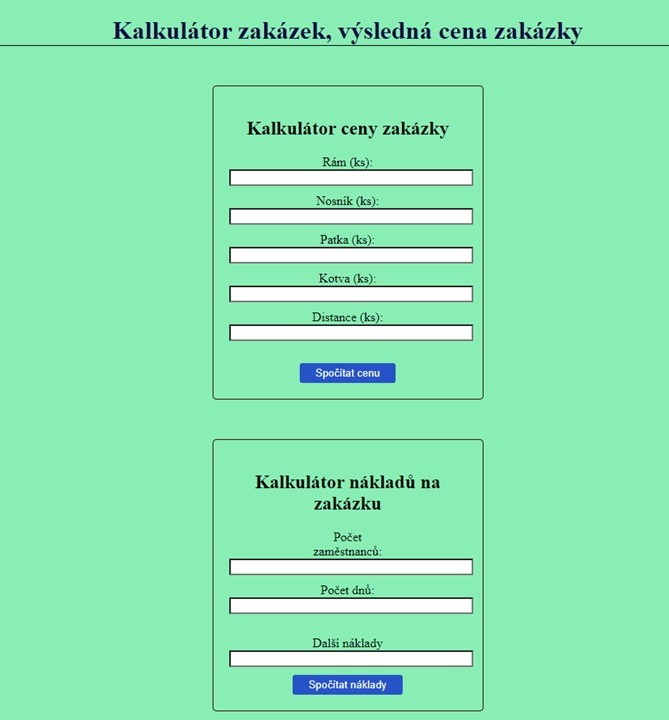 Kalkulátor zakázek, výsledná cena zakázky
Kalkulátor ceny zakázky
Rám (ks):
Nosník (ks):
Patka (ks):
Kotva (ks):
Distance (ks):
Spočítat cenu
Kalkulátor nákladů na
zakázku
Počet
zaměstnanců:
Počet dnů:
Další náklady
Spočítat náklady